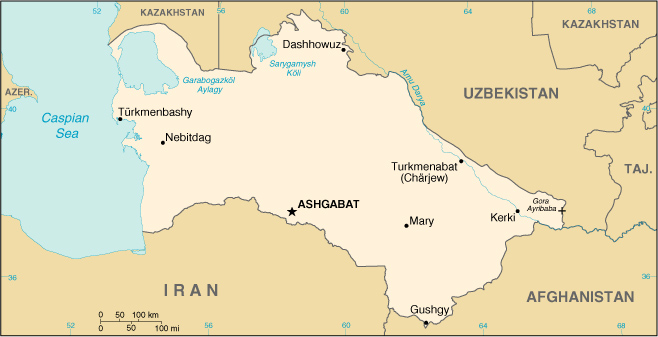 52
KAZAKHSTAN
60
64
68
KAZAKHSTAN
Dashhowuz
Sarygamysh
Köli
Garabogazköl
Aylagy
Amu Darya
AZER.
UZBEKISTAN
40
40
Caspian
Sea
Türkmenbashy
Nebitdag
Turkmenabat
(Chärjew)
TAJ.
ASHGABAT
Gora
Ayribaba
Mary
Kerki
36
36
IRAN
AFGHANISTAN
Gushgy
0 50 100 km
0 50 100 mi
52
56
60
64
68